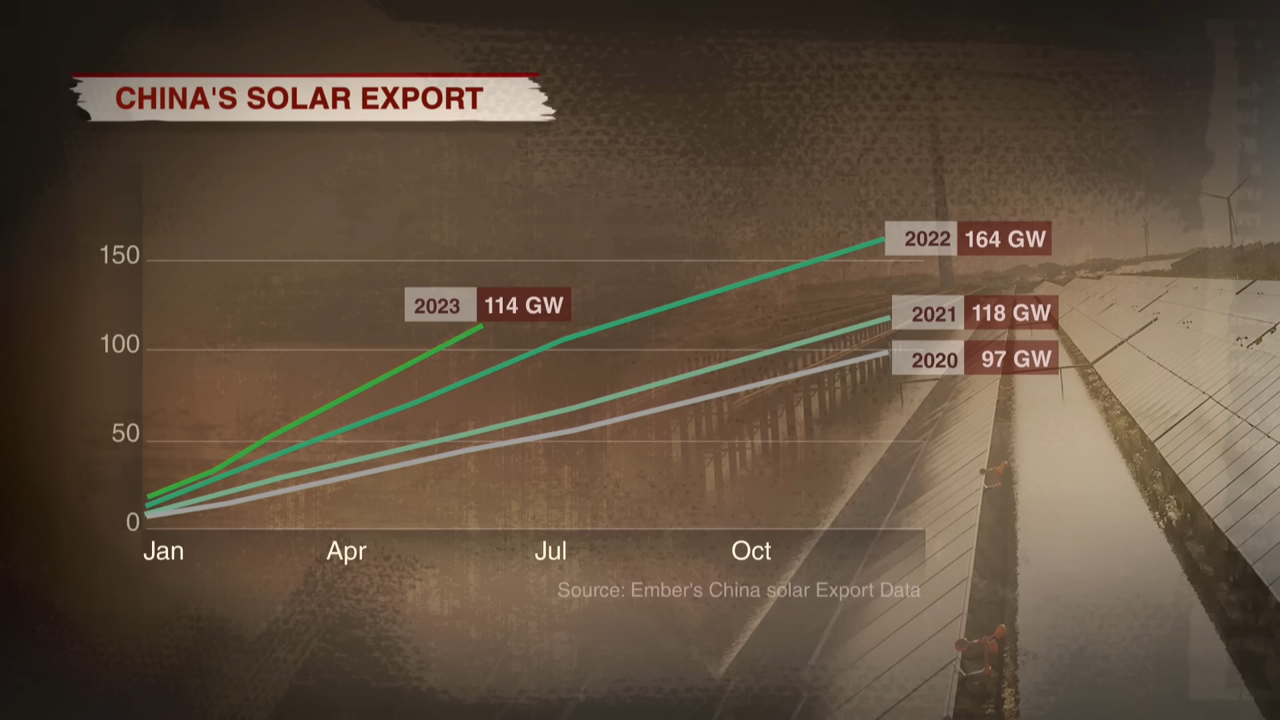 CHINA'S SOLAR EXPORT
150
100
50
0
2022 164 GW
2023 114 GW
2021 118 GW
2020 97 GW
Jan Apr Jul Oct
Source: Ember's China solar Export Data